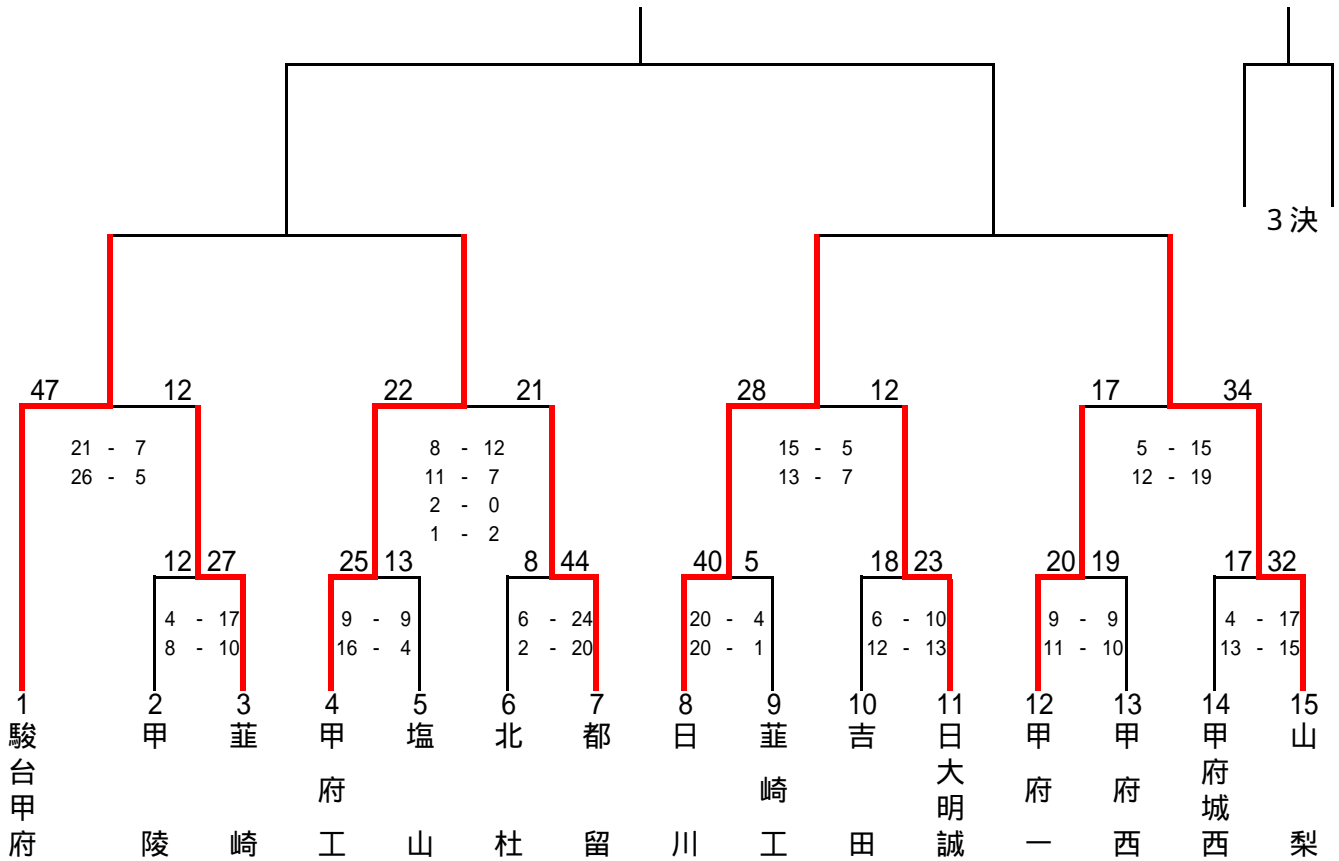 3決
47 12 22 21 28 12 17 34
21 - 7
26 - 5
8 - 12
11 - 7
2 - 0
1 - 2
15 - 5
13 - 7
5 - 15
12 - 19
12 27 25 13 8 44 40 5 18 23 20 19 17 32
4 - 17
8 - 10
9 - 9
16 - 4
6 - 24
2 - 20
20 - 4
20 - 1
6 - 10
12 - 13
9 - 9
11 - 10
4 - 17
13 - 15
1 2 3 4 5 6 7 8 9 10 11 12 13 14 15
駿台甲府
甲陵
韮崎
甲府工
塩山
北杜
都留
日川
韮崎工
吉田
日大明誠
甲府一
甲府西
甲府城西
山梨